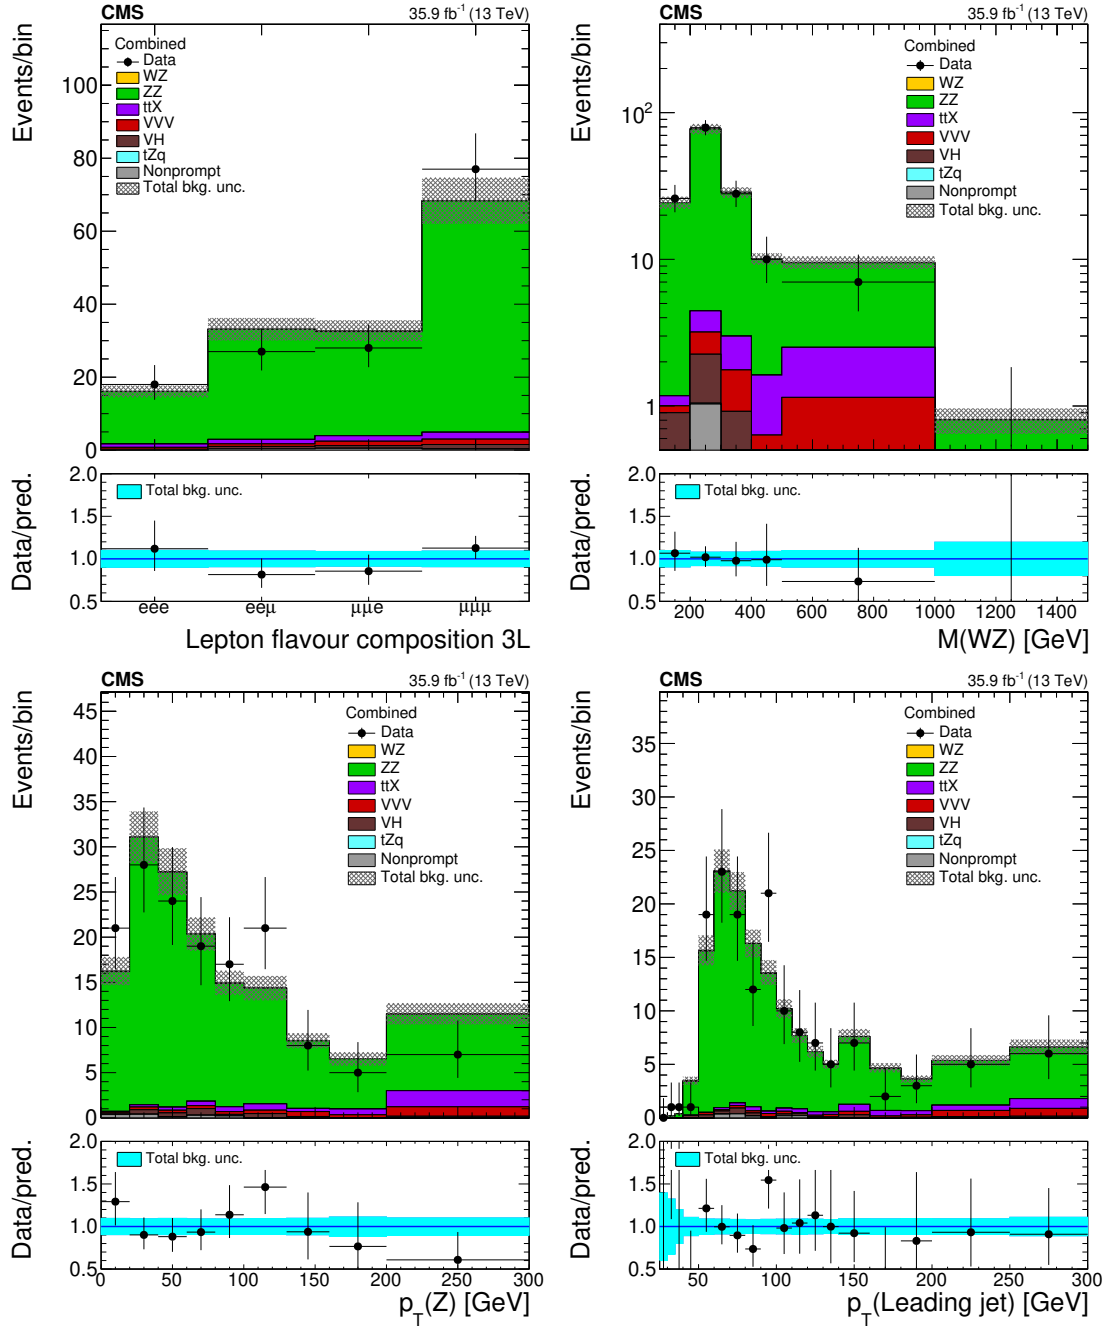 CMS 35.9 fb⁻¹ (13 TeV)
Events/bin
100
80
60
40
20
0
Combined
Data
WZ
ZZ
ttX
VVV
VH
tZq
Nonprompt
Total bkg. unc.
Data/pred.
2.0
1.5
1.0
0.5
Total bkg. unc.
eee eeμ μμe μμμ
Lepton flavour composition 3L
CMS 35.9 fb⁻¹ (13 TeV)
Events/bin
10²
10
1
Combined
Data
WZ
ZZ
ttX
VVV
VH
tZq
Nonprompt
Total bkg. unc.
Data/pred.
2.0
1.5
1.0
0.5
Total bkg. unc.
200 400 600 800 1000 1200 1400
M(WZ) [GeV]
CMS 35.9 fb⁻¹ (13 TeV)
Events/bin
45
40
35
30
25
20
15
10
5
0
Combined
Data
WZ
ZZ
ttX
VVV
VH
tZq
Nonprompt
Total bkg. unc.
Data/pred.
2.0
1.5
1.0
0.5
Total bkg. unc.
0 50 100 150 200 250 300
p_T(Z) [GeV]
CMS 35.9 fb⁻¹ (13 TeV)
Events/bin
35
30
25
20
15
10
5
0
Combined
Data
WZ
ZZ
ttX
VVV
VH
tZq
Nonprompt
Total bkg. unc.
Data/pred.
2.0
1.5
1.0
0.5
Total bkg. unc.
50 100 150 200 250 300
p_T(Leading jet) [GeV]